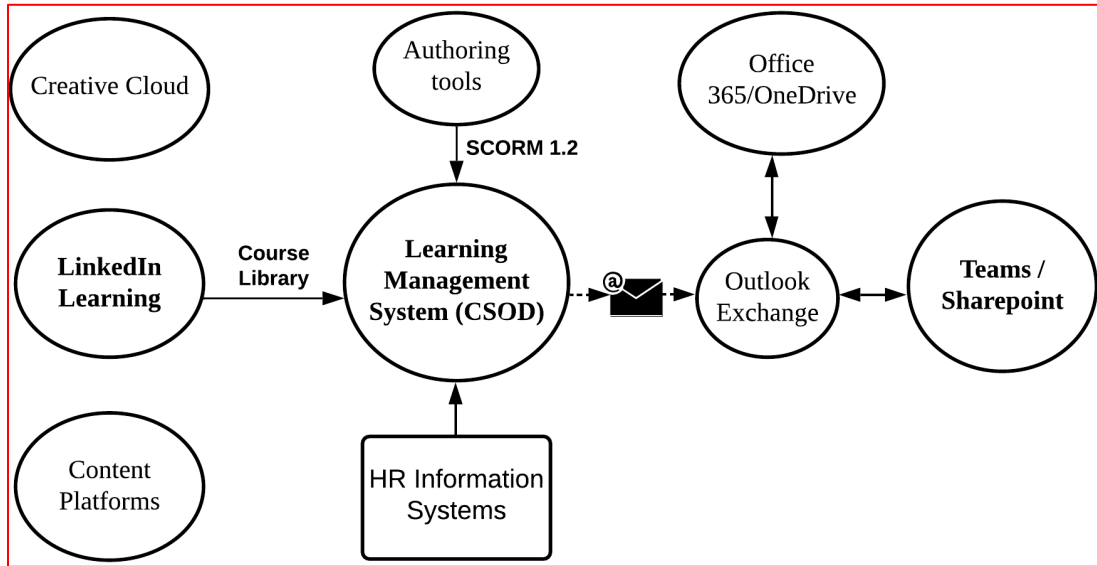 Creative Cloud
Authoring
tools
Office
365/OneDrive
SCORM 1.2
LinkedIn
Learning
Course
Library
Learning
Management
System (CSOD)
@
Outlook
Exchange
Teams /
Sharepoint
Content
Platforms
HR Information
Systems